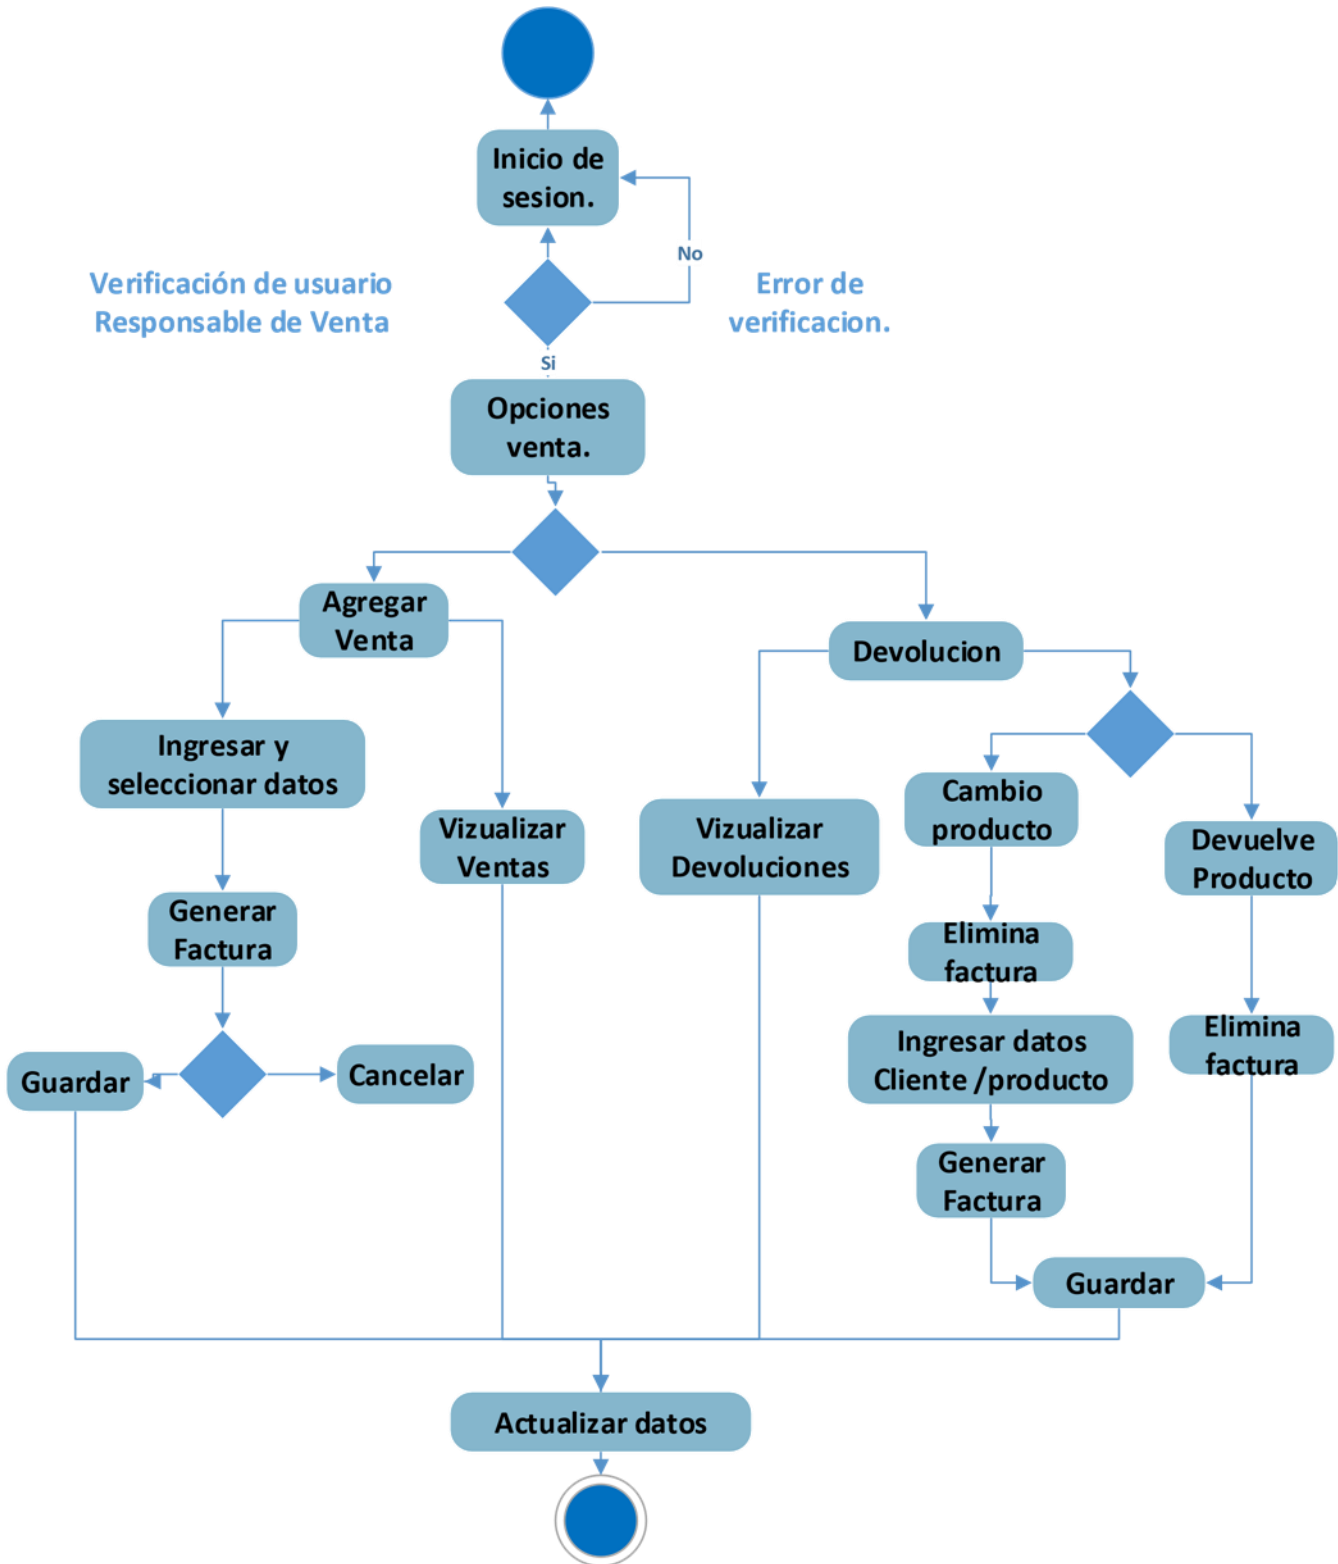 Inicio de
sesion.
No
Verificación de usuario
Responsable de Venta
Error de
verificacion.
Si
Opciones
venta.
Agregar
Venta
Devolucion
Ingresar y
seleccionar datos
Vizualizar
Ventas
Vizualizar
Devoluciones
Cambio
producto
Devuelve
Producto
Generar
Factura
Elimina
factura
Ingresar datos
Cliente /producto
Elimina
factura
Guardar
Cancelar
Generar
Factura
Guardar
Actualizar datos